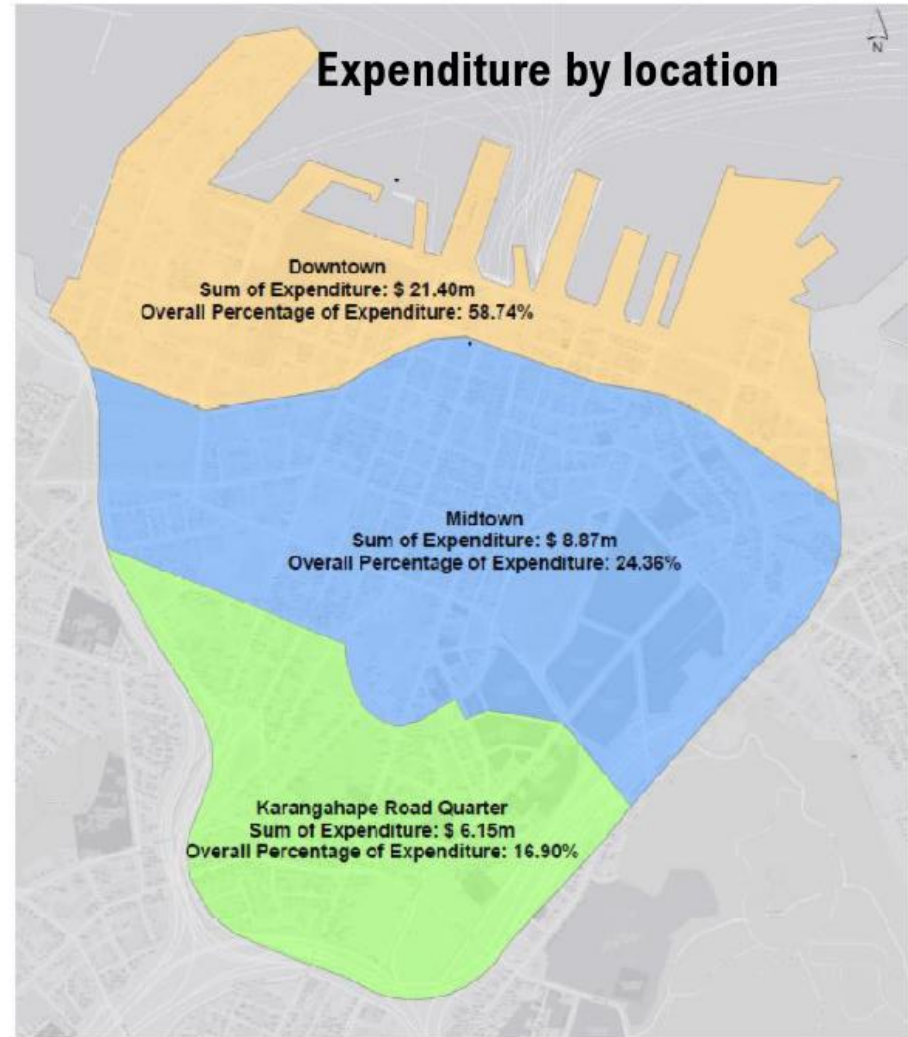 Expenditure by location
N
Downtown
Sum of Expenditure: $ 21.40m
Overall Percentage of Expenditure: 58.74%
Midtown
Sum of Expenditure: $ 8.87m
Overall Percentage of Expenditure: 24.36%
Karangahape Road Quarter
Sum of Expenditure: $ 6.15m
Overall Percentage of Expenditure: 16.90%